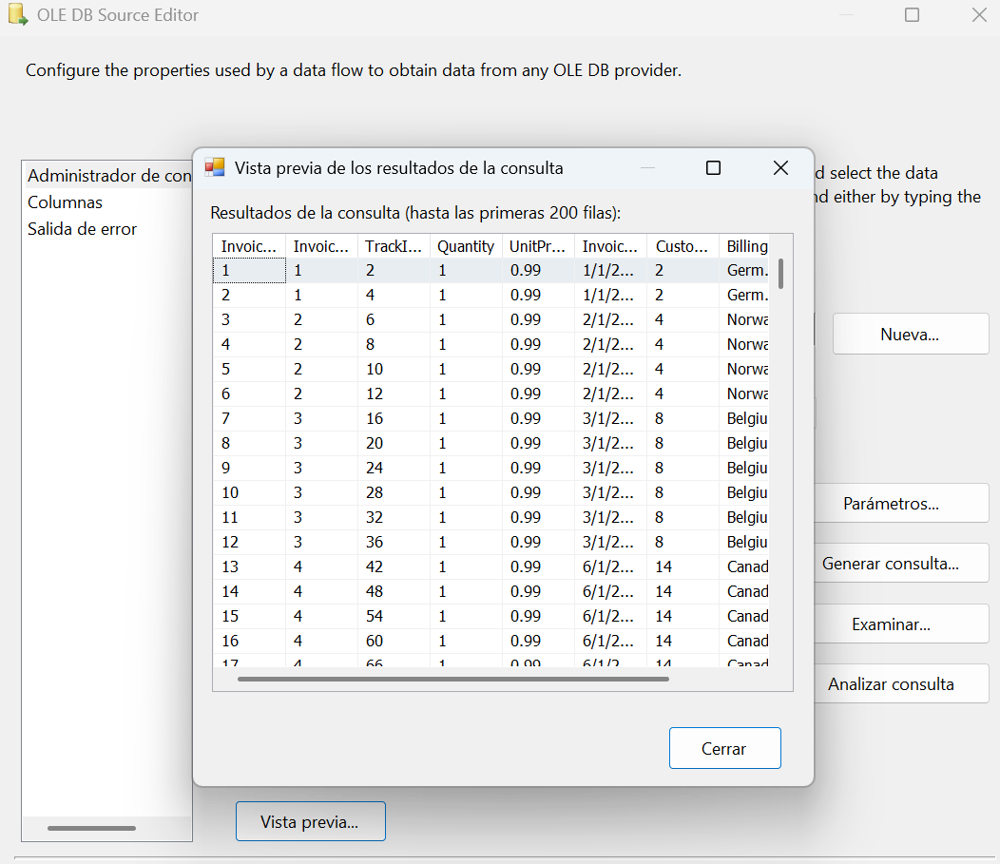 OLE DB Source Editor
Configure the properties used by a data flow to obtain data from any OLE DB provider.
Administrador de con
Columnas
Salida de error
d select the data
nd either by typing the
Vista previa de los resultados de la consulta
Resultados de la consulta (hasta las primeras 200 filas):
Invoic... Invoic... TrackI... Quantity UnitPr... Invoic... Custo... Billing
1 1 2 1 0.99 1/1/2... 2 Germ.
2 1 4 1 0.99 1/1/2... 2 Germ.
3 2 6 1 0.99 2/1/2... 4 Norwa
4 2 8 1 0.99 2/1/2... 4 Norwa
5 2 10 1 0.99 2/1/2... 4 Norwa
6 2 12 1 0.99 2/1/2... 4 Norwa
7 3 16 1 0.99 3/1/2... 8 Belgiu
8 3 20 1 0.99 3/1/2... 8 Belgiu
9 3 24 1 0.99 3/1/2... 8 Belgiu
10 3 28 1 0.99 3/1/2... 8 Belgiu
11 3 32 1 0.99 3/1/2... 8 Belgiu
12 3 36 1 0.99 3/1/2... 8 Belgiu
13 4 42 1 0.99 6/1/2... 14 Canad
14 4 48 1 0.99 6/1/2... 14 Canad
15 4 54 1 0.99 6/1/2... 14 Canad
16 4 60 1 0.99 6/1/2... 14 Canad
17 4 66 1 0.99 6/1/2... 14 Canad
Cerrar
Nueva...
Parámetros...
Generar consulta...
Examinar...
Analizar consulta
Vista previa...